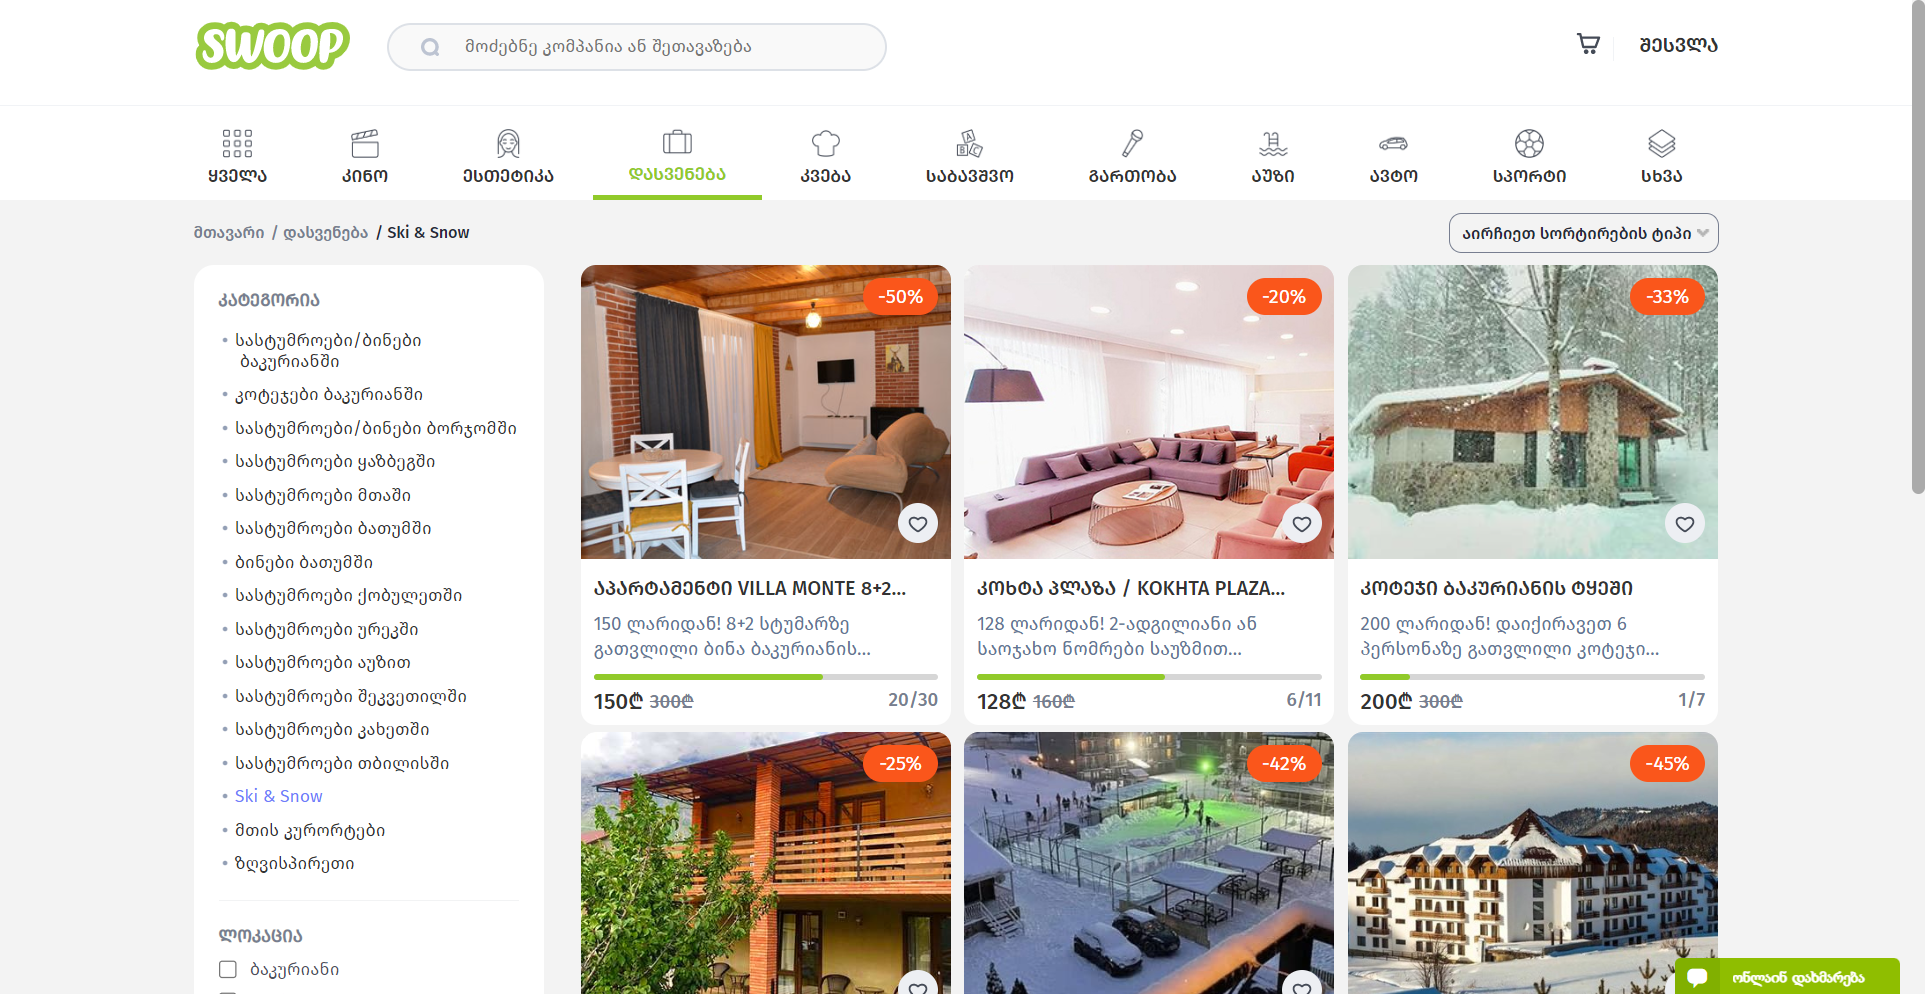 SWOOP
მოძებნე კომპანია ან შეთავაზება
შესვლა
ყველა
კინო
ესთეტიკა
დასვენება
კვება
საბავშვო
გართობა
აუზი
ავტო
სპორტი
სხვა
მთავარი / დასვენება / Ski & Snow
აირჩიეთ სორტირების ტიპი
კატეგორია
• სასტუმროები/ბინები
ბაკურიანში
• კოტეჯები ბაკურიანში
• სასტუმროები/ბინები ბორჯომში
• სასტუმროები ყაზბეგში
• სასტუმროები მთაში
• სასტუმროები ბათუმში
• ბინები ბათუმში
• სასტუმროები ქობულეთში
• სასტუმროები ურეკში
• სასტუმროები აუზით
• სასტუმროები შეკვეთილში
• სასტუმროები კახეთში
• სასტუმროები თბილისში
• Ski & Snow
• მთის კურორტები
• ზღვისპირეთი
ლოკაცია
ბაკურიანი
-50%
აპარტამენტი VILLA MONTE 8+2...
150 ლარიდან! 8+2 სტუმარზე
გათვლილი ბინა ბაკურიანის...
150₾ 300₾ 20/30
-20%
კოხტა პლაზა / KOKHTA PLAZA...
128 ლარიდან! 2-ადგილიანი ან
საოჯახო ნომრები საუზმით...
128₾ 160₾ 6/11
-33%
კოტეჯი ბაკურიანის ტყეში
200 ლარიდან! დაიქირავეთ 6
პერსონაზე გათვლილი კოტეჯი...
200₾ 300₾ 1/7
-25%
-42%
-45%
ონლაინ დახმარება